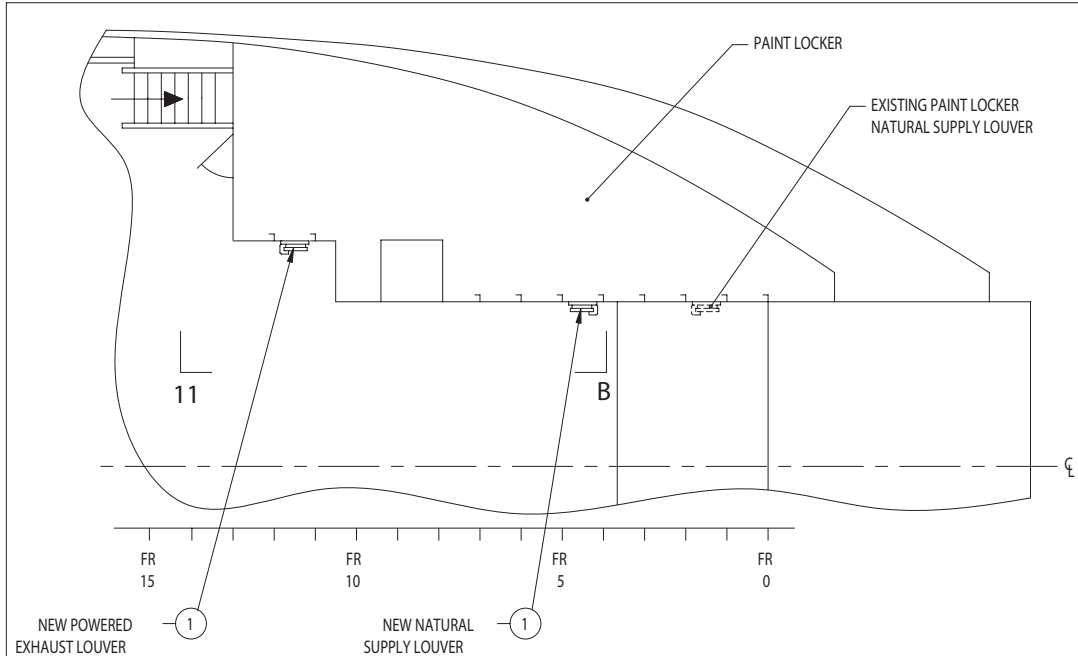 PAINT LOCKER
EXISTING PAINT LOCKER
NATURAL SUPPLY LOUVER
11
B
℄
FR
15
FR
10
FR
5
FR
0
NEW POWERED
EXHAUST LOUVER
1
NEW NATURAL
SUPPLY LOUVER
1